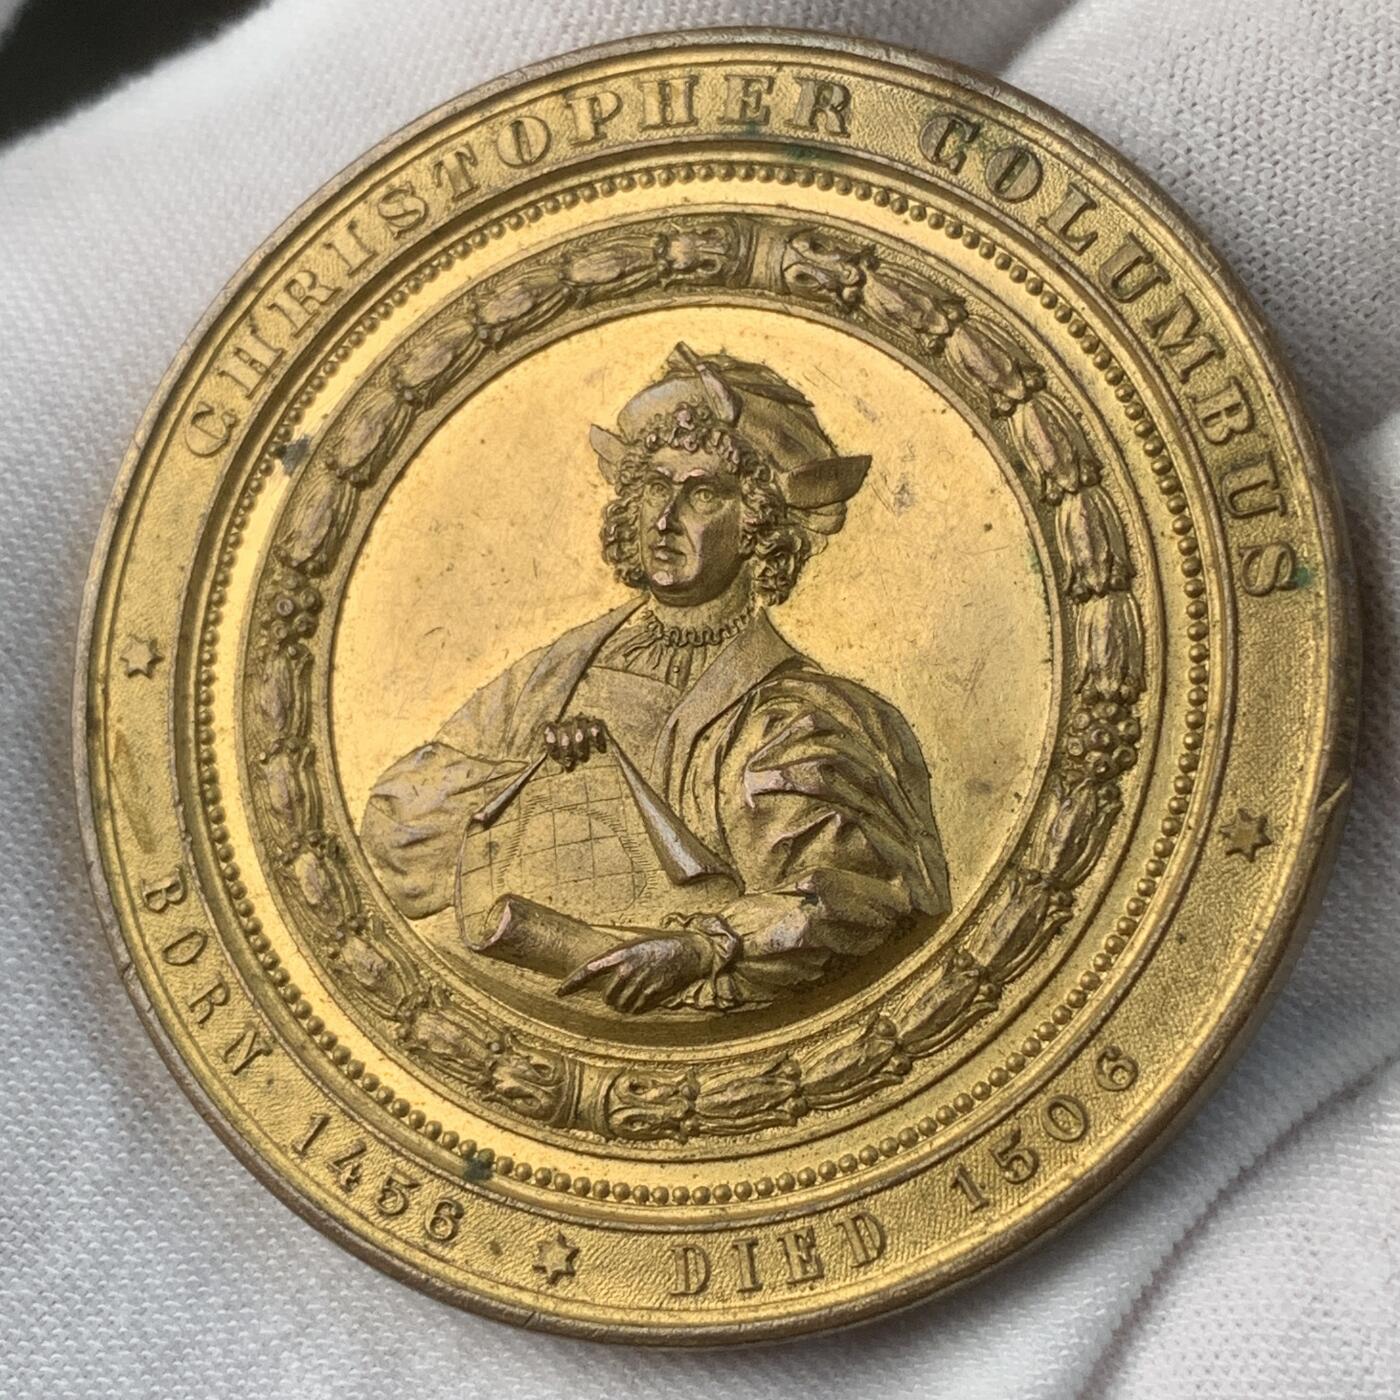 CHRISTOPHER COLUMBUS
BORN 1456 DIED 1506